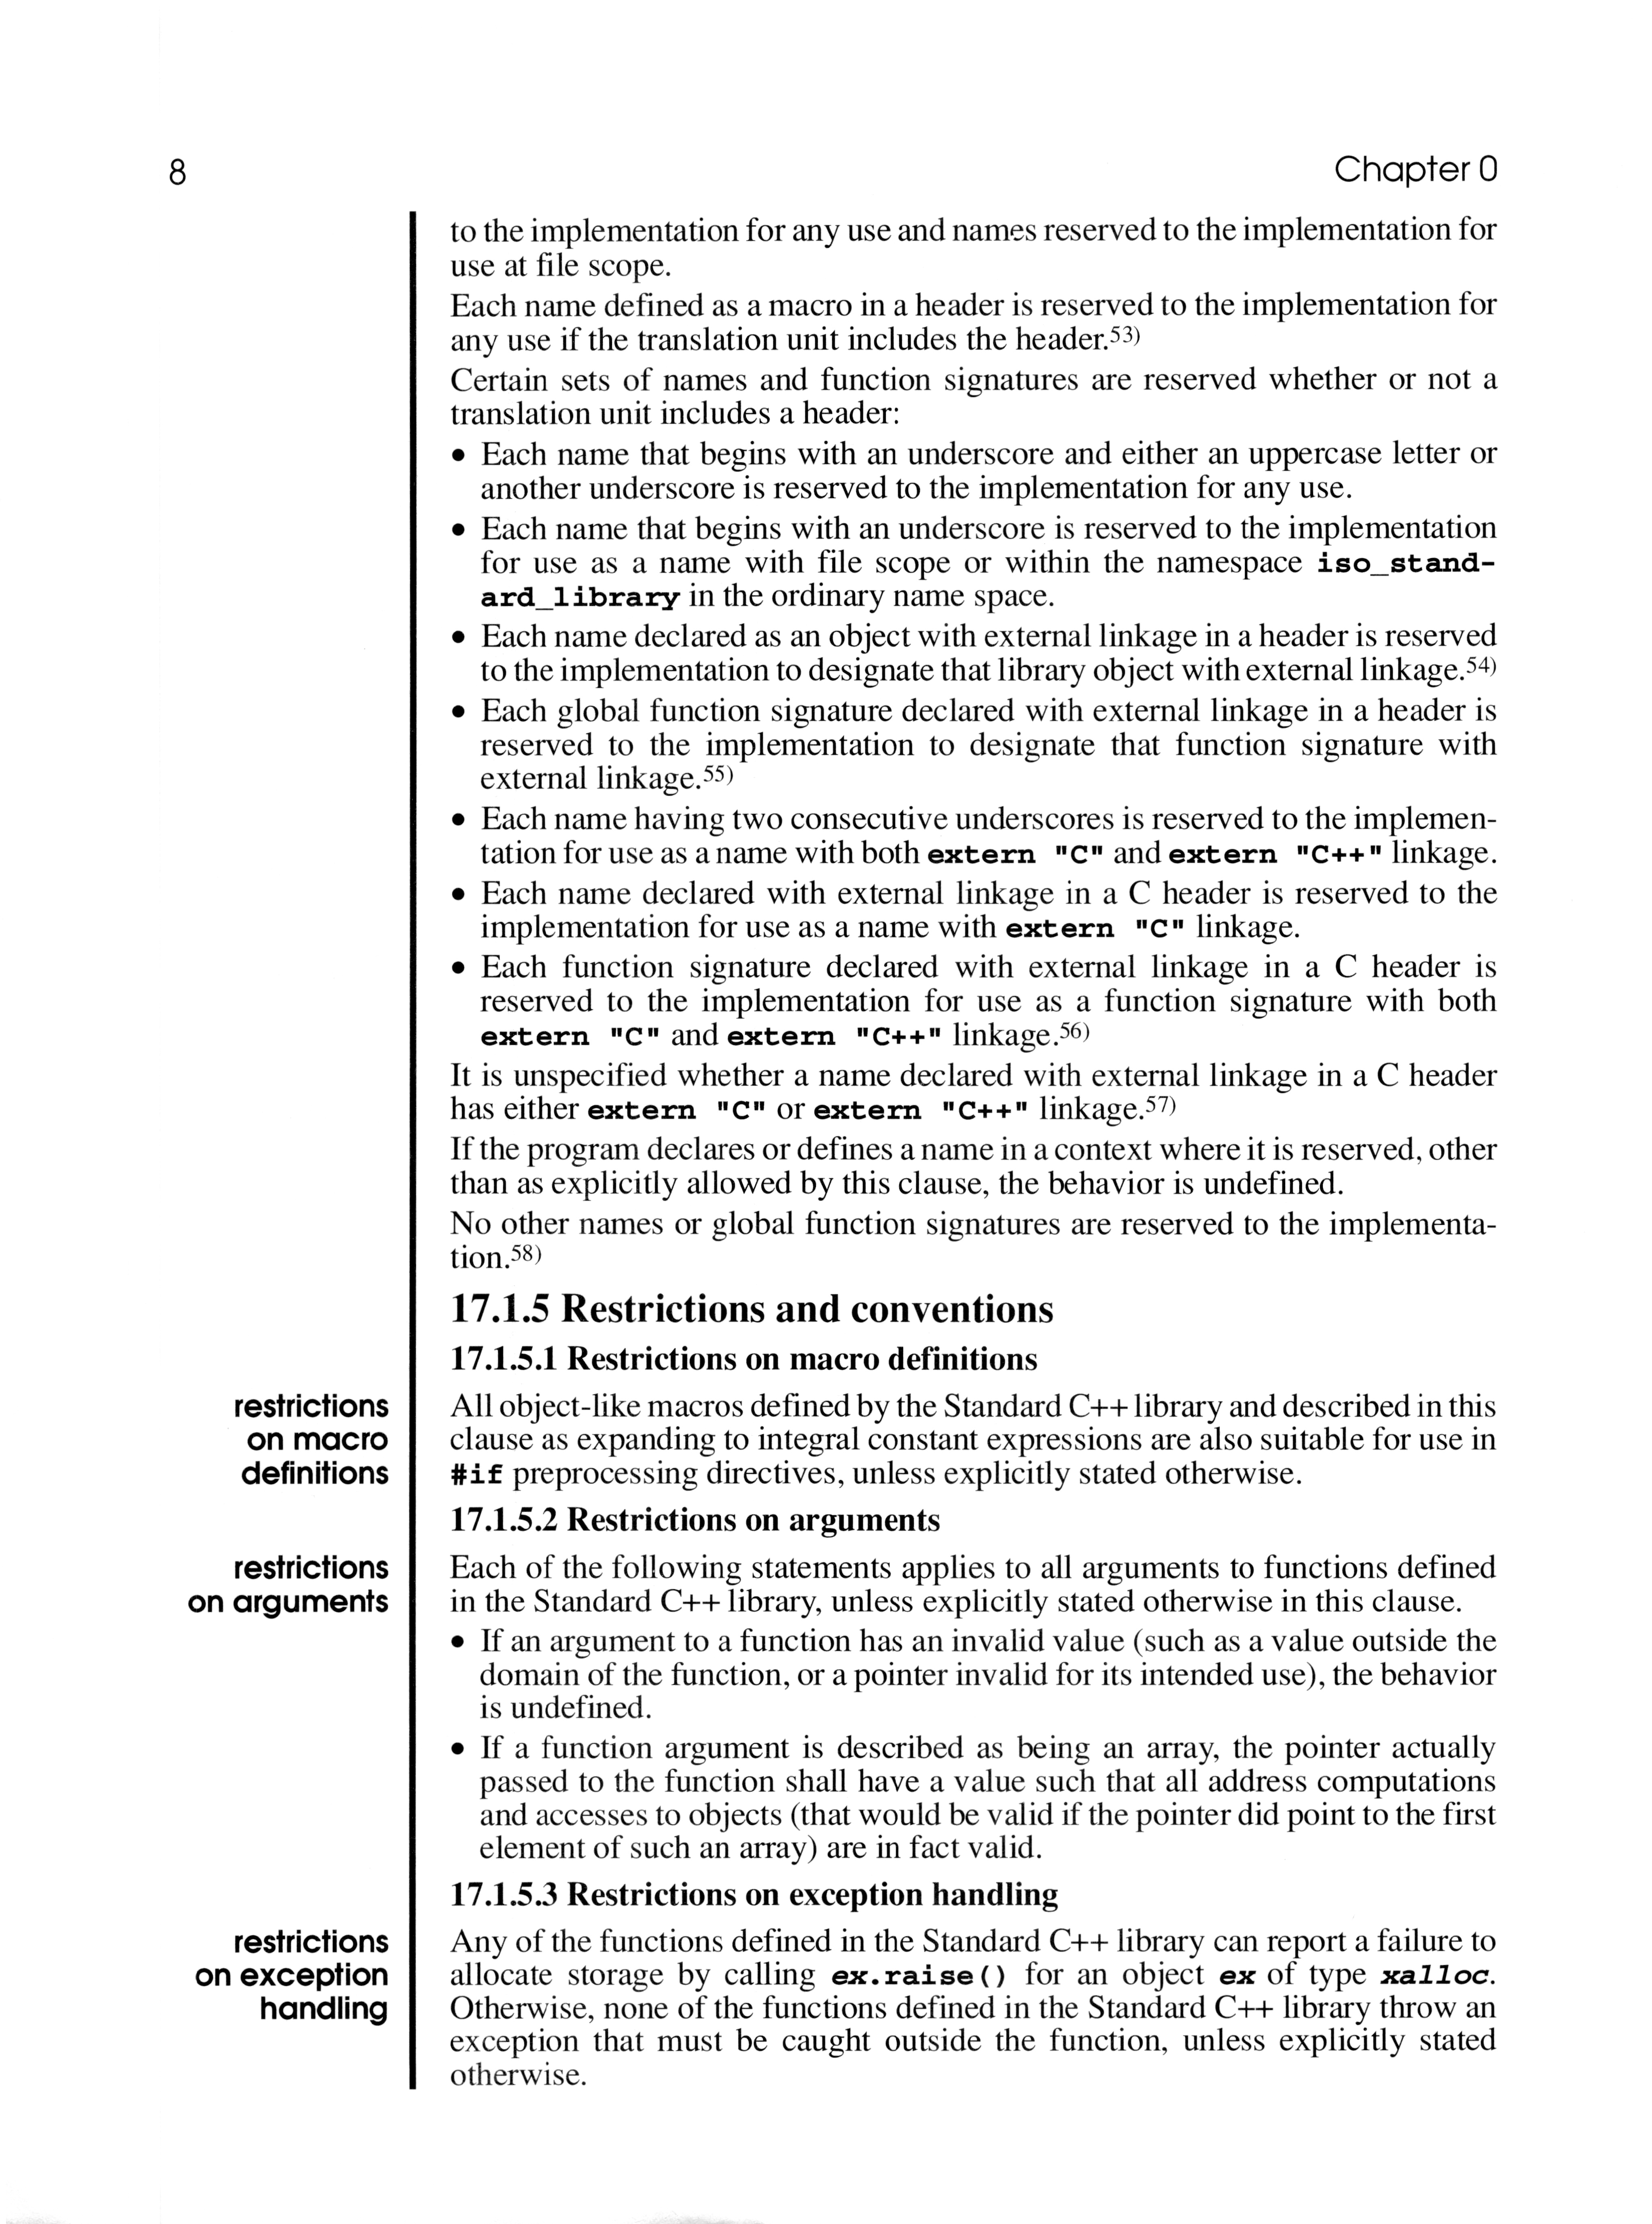 8
Chapter 0
to the implementation for any use and names reserved to the implementation for
use at file scope.
Each name defined as a macro in a header is reserved to the implementation for
any use if the translation unit includes the header.53)
Certain sets of names and function signatures are reserved whether or not a
translation unit includes a header:
• Each name that begins with an underscore and either an uppercase letter or
another underscore is reserved to the implementation for any use.
• Each name that begins with an underscore is reserved to the implementation
for use as a name with file scope or within the namespace iso_stand-
ard_library in the ordinary name space.
• Each name declared as an object with external linkage in a header is reserved
to the implementation to designate that library object with external linkage.54)
• Each global function signature declared with external linkage in a header is
reserved to the implementation to designate that function signature with
external linkage.55)
• Each name having two consecutive underscores is reserved to the implemen-
tation for use as a name with both extern "C" and extern "C++" linkage.
• Each name declared with external linkage in a C header is reserved to the
implementation for use as a name with extern "C" linkage.
• Each function signature declared with external linkage in a C header is
reserved to the implementation for use as a function signature with both
extern "C" and extern "C++" linkage.56)
It is unspecified whether a name declared with external linkage in a C header
has either extern "C" or extern "C++" linkage.57)
If the program declares or defines a name in a context where it is reserved, other
than as explicitly allowed by this clause, the behavior is undefined.
No other names or global function signatures are reserved to the implementa-
tion.58)
17.1.5 Restrictions and conventions
17.1.5.1 Restrictions on macro definitions
restrictions
on macro
definitions
All object-like macros defined by the Standard C++ library and described in this
clause as expanding to integral constant expressions are also suitable for use in
#if preprocessing directives, unless explicitly stated otherwise.
17.1.5.2 Restrictions on arguments
restrictions
on arguments
Each of the following statements applies to all arguments to functions defined
in the Standard C++ library, unless explicitly stated otherwise in this clause.
• If an argument to a function has an invalid value (such as a value outside the
domain of the function, or a pointer invalid for its intended use), the behavior
is undefined.
• If a function argument is described as being an array, the pointer actually
passed to the function shall have a value such that all address computations
and accesses to objects (that would be valid if the pointer did point to the first
element of such an array) are in fact valid.
17.1.5.3 Restrictions on exception handling
restrictions
on exception
handling
Any of the functions defined in the Standard C++ library can report a failure to
allocate storage by calling ex.raise() for an object ex of type xalloc.
Otherwise, none of the functions defined in the Standard C++ library throw an
exception that must be caught outside the function, unless explicitly stated
otherwise.